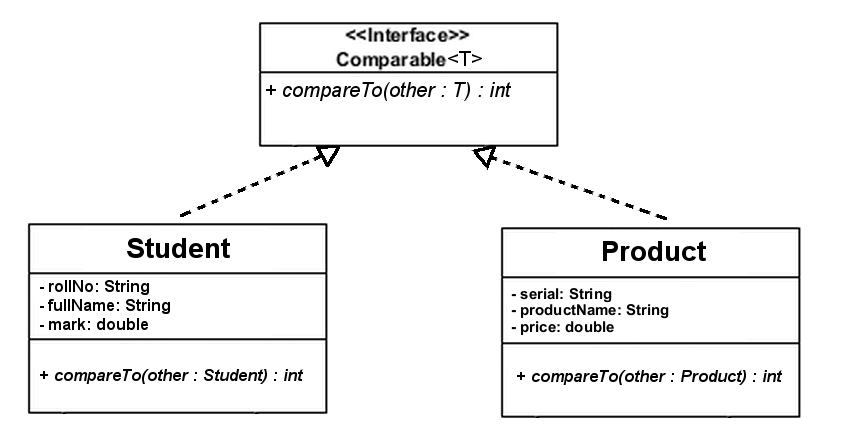 <<Interface>>
Comparable<T>
+ compareTo(other : T) : int
Student
- rollNo: String
- fullName: String
- mark: double
+ compareTo(other : Student) : int
Product
- serial: String
- productName: String
- price: double
+ compareTo(other : Product) : int